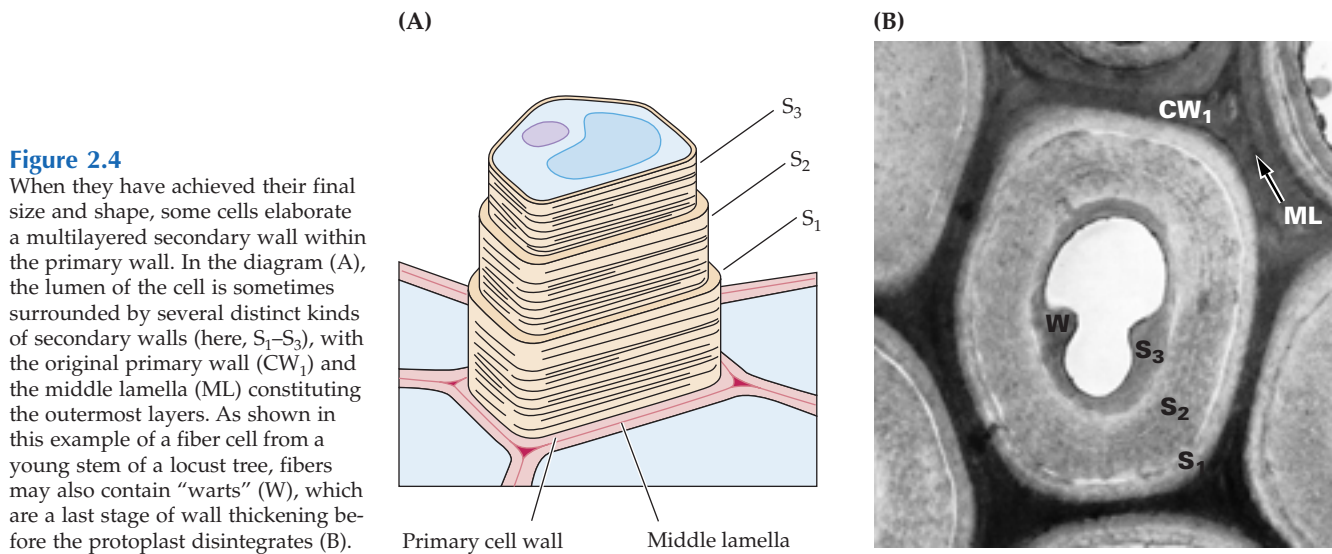 Figure 2.4
When they have achieved their final
size and shape, some cells elaborate
a multilayered secondary wall within
the primary wall. In the diagram (A),
the lumen of the cell is sometimes
surrounded by several distinct kinds
of secondary walls (here, S₁–S₃), with
the original primary wall (CW₁) and
the middle lamella (ML) constituting
the outermost layers. As shown in
this example of a fiber cell from a
young stem of a locust tree, fibers
may also contain “warts” (W), which
are a last stage of wall thickening be-
fore the protoplast disintegrates (B).
(A)
S₃
S₂
S₁
Primary cell wall
Middle lamella
(B)
CW₁
ML
W
S₃
S₂
S₁